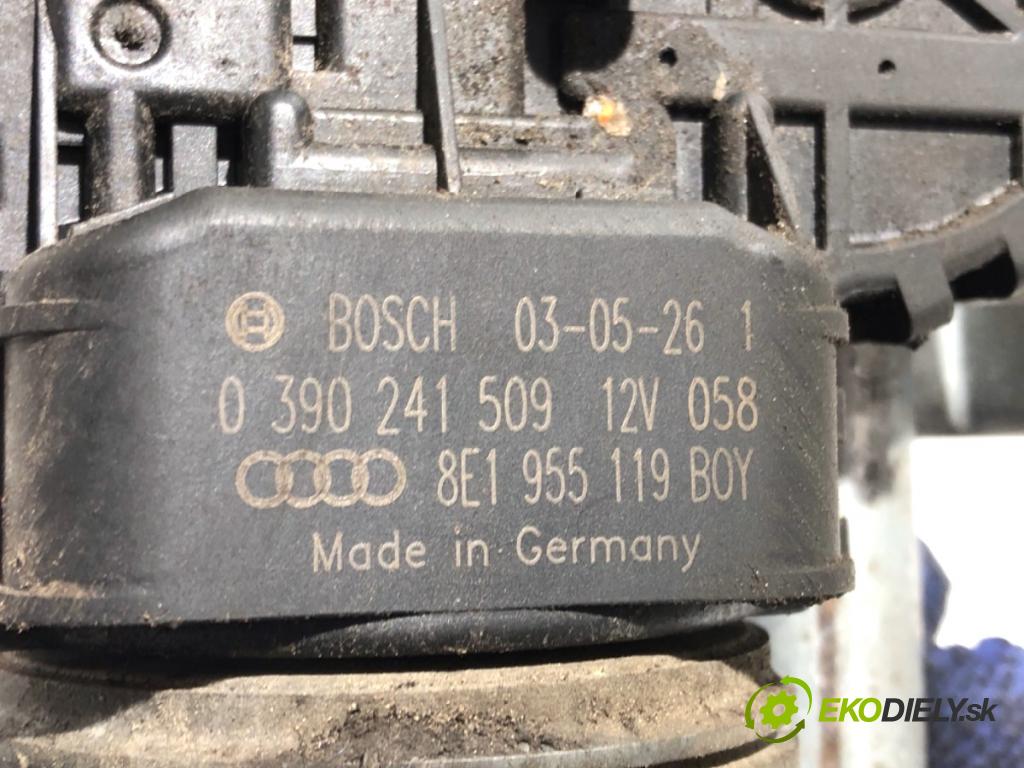 BOSCH 03-05-26 1
0 390 241 509 12V 058
8E1 955 119 BOY
Made in Germany
EKODIELY.sk